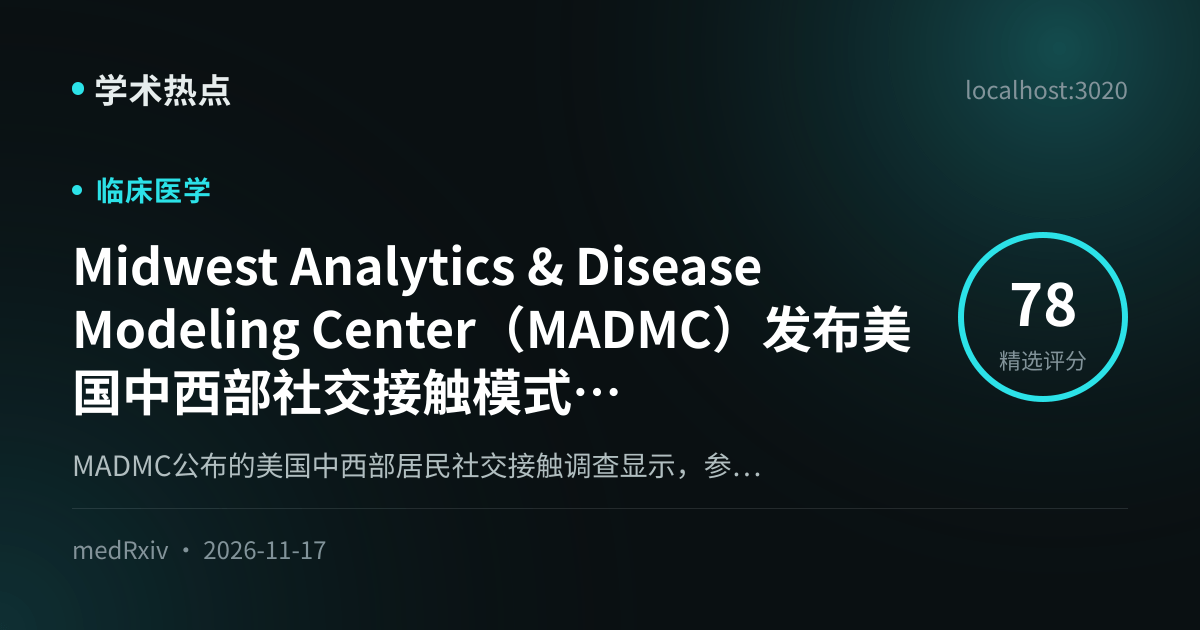 学术热点
localhost:3020
临床医学
Midwest Analytics & Disease
Modeling Center（MADMC）发布美
国中西部社交接触模式…
78
精选评分
MADMC公布的美国中西部居民社交接触调查显示，参…
medRxiv · 2026-11-17